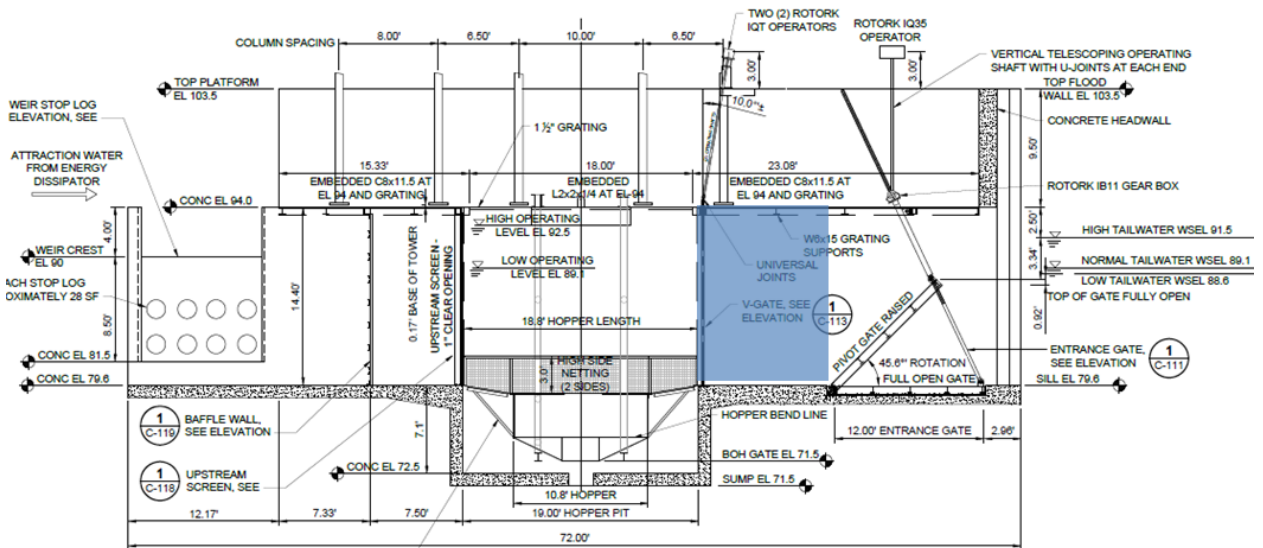 TWO (2) ROTORK
IQT OPERATORS
ROTORK IQ35
OPERATOR
COLUMN SPACING
8.00'
6.50'
10.00'
6.50'
3.00'
3.00'
VERTICAL TELESCOPING OPERATING
SHAFT WITH U-JOINTS AT EACH END
TOP PLATFORM
EL 103.5
TOP FLOOD
WALL EL 103.5
WEIR STOP LOG
ELEVATION, SEE
10.0°±
1 ½" GRATING
CONCRETE HEADWALL
9.50'
ATTRACTION WATER
FROM ENERGY
DISSIPATOR
15.33'
18.00'
23.08'
EMBEDDED C8x11.5 AT
EL 94 AND GRATING
EMBEDDED
L2x2x1/4 AT EL-94
EMBEDDED C8x11.5 AT
EL 94 AND GRATING
ROTORK IB11 GEAR BOX
CONC EL 94.0
4.00'
HIGH OPERATING
LEVEL EL 92.5
2.50'
HIGH TAILWATER WSEL 91.5
WEIR CREST
EL 90
W6x15 GRATING
SUPPORTS
LOW OPERATING
LEVEL EL 89.1
UNIVERSAL
JOINTS
3.34'
NORMAL TAILWATER WSEL 89.1
LOW TAILWATER WSEL 88.6
TOP OF GATE FULLY OPEN
ACH STOP LOG
OXIMATELY 28 SF
8.50'
14.40'
0.17' BASE OF TOWER
UPSTREAM SCREEN -
1" CLEAR OPENING
V-GATE, SEE
ELEVATION
1
C-113
0.92'
18.8' HOPPER LENGTH
PIVOT GATE RAISED
ENTRANCE GATE,
SEE ELEVATION
1
C-111
CONC EL 81.5
HIGH SIDE
NETTING
(2 SIDES)
3.0'
45.6° ROTATION
FULL OPEN GATE
CONC EL 79.6
SILL EL 79.6
1
C-119
BAFFLE WALL,
SEE ELEVATION
7.1'
HOPPER BEND LINE
12.00' ENTRANCE GATE
2.96'
1
C-118
UPSTREAM
SCREEN, SEE
CONC EL 72.5
BOH GATE EL 71.5
SUMP EL 71.5
10.8' HOPPER
12.17'
7.33'
7.50'
19.00' HOPPER PIT
72.00'